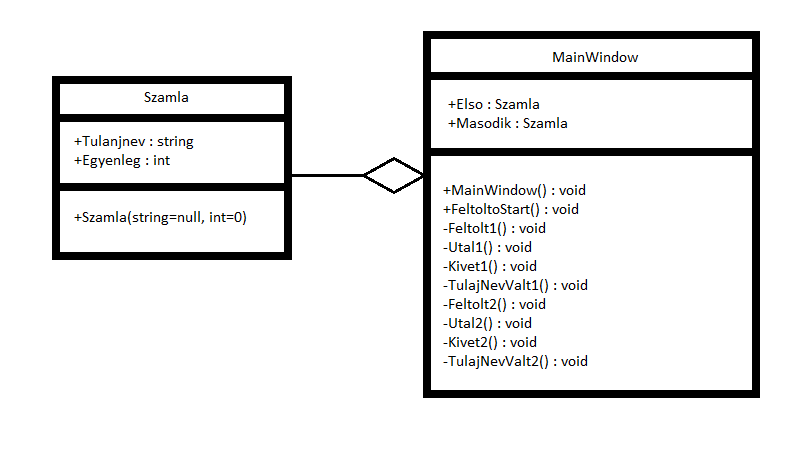 Szamla
+Tulanjnev : string
+Egyenleg : int
+Szamla(string=null, int=0)
MainWindow
+Elso : Szamla
+Masodik : Szamla
+MainWindow() : void
+FeltoltoStart() : void
-Feltolt1() : void
-Utal1() : void
-Kivet1() : void
-TulajNevValt1() : void
-Feltolt2() : void
-Utal2() : void
-Kivet2() : void
-TulajNevValt2() : void